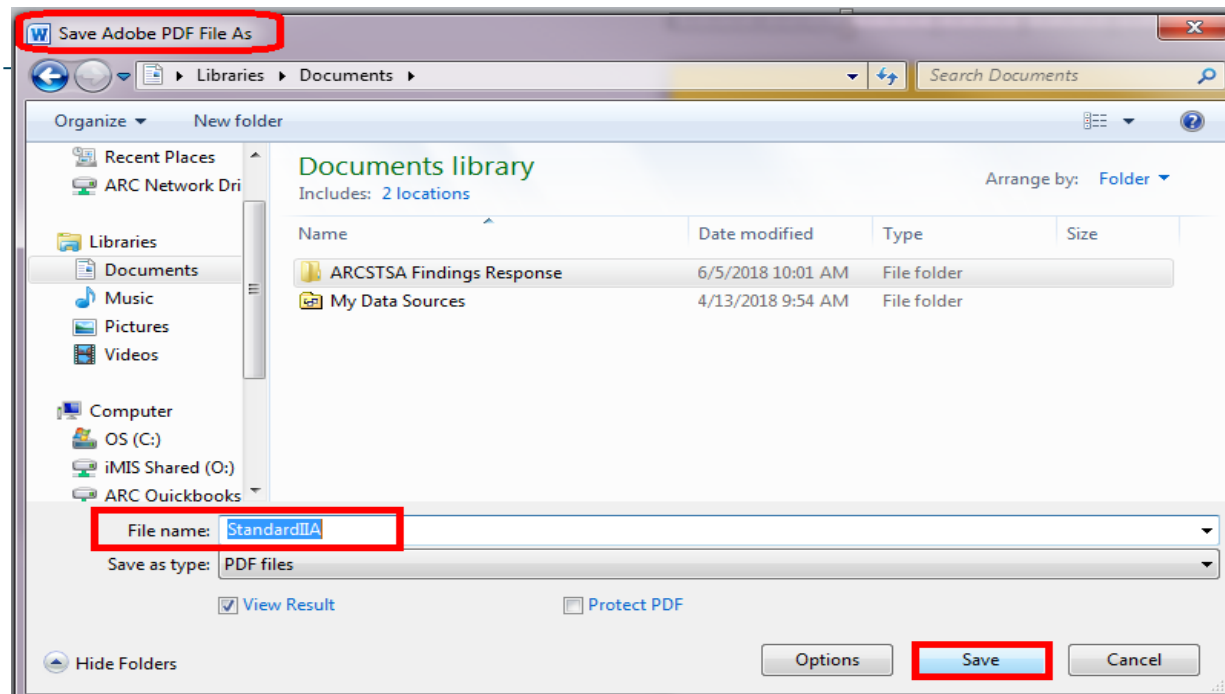 Save Adobe PDF File As
Libraries Documents
Search Documents
Organize New folder
Recent Places
ARC Network Dri
Libraries
Documents
Music
Pictures
Videos
Computer
OS (C:)
iMIS Shared (O:)
ARC Quickbooks
Documents library
Includes: 2 locations
Arrange by: Folder
Name Date modified Type Size
ARCSTSA Findings Response 6/5/2018 10:01 AM File folder
My Data Sources 4/13/2018 9:54 AM File folder
File name: StandardIIA
Save as type: PDF files
View Result Protect PDF
Hide Folders Options Save Cancel